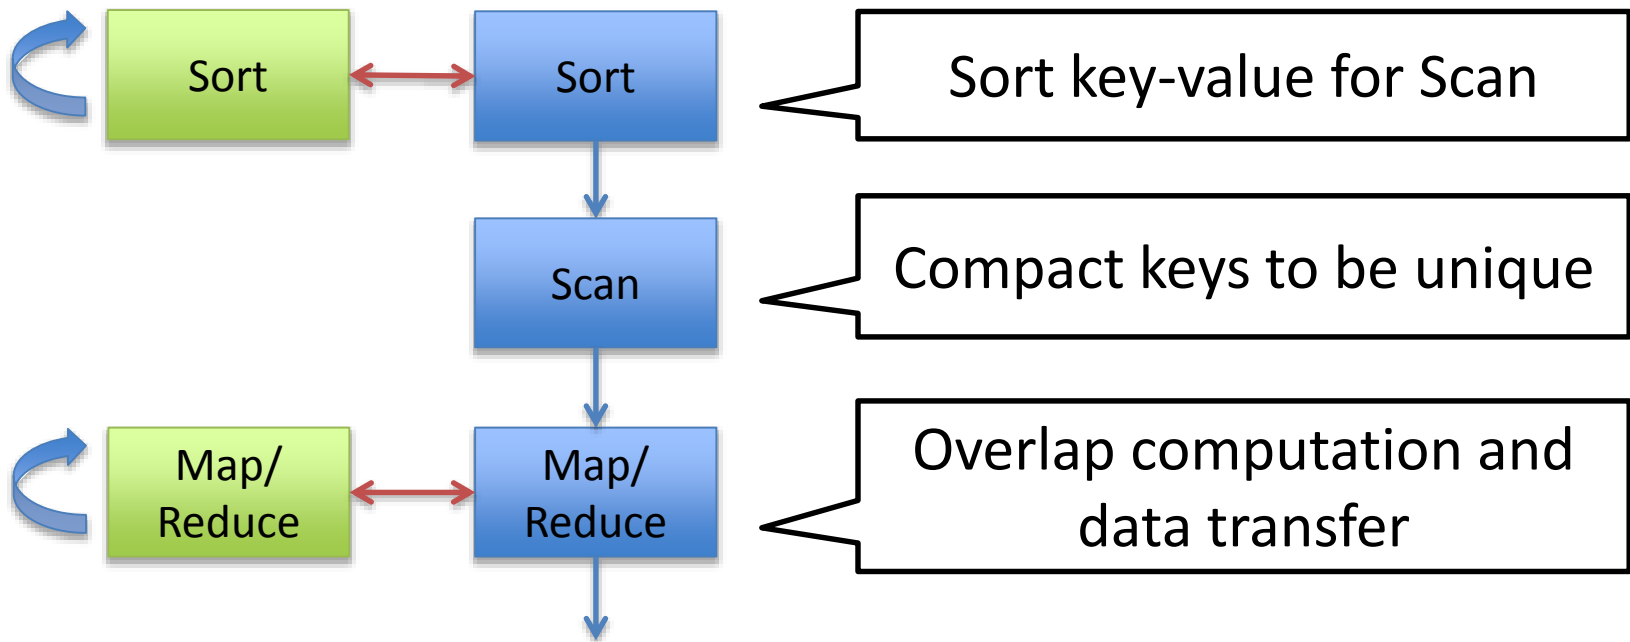 Sort
Sort
Sort key-value for Scan
Scan
Compact keys to be unique
Map/
Reduce
Map/
Reduce
Overlap computation and
data transfer